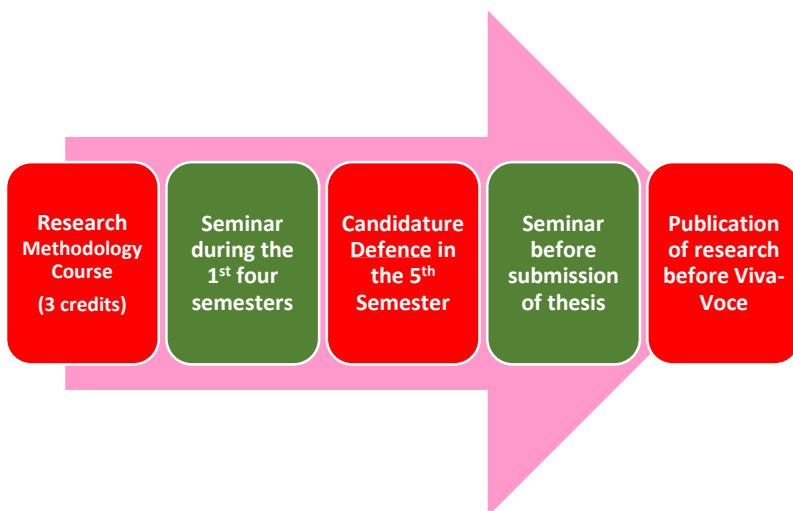 Research
Methodology
Course
(3 credits)
Seminar
during the
1st four
semesters
Candidature
Defence in
the 5th
Semester
Seminar
before
submission
of thesis
Publication
of research
before Viva-
Voce